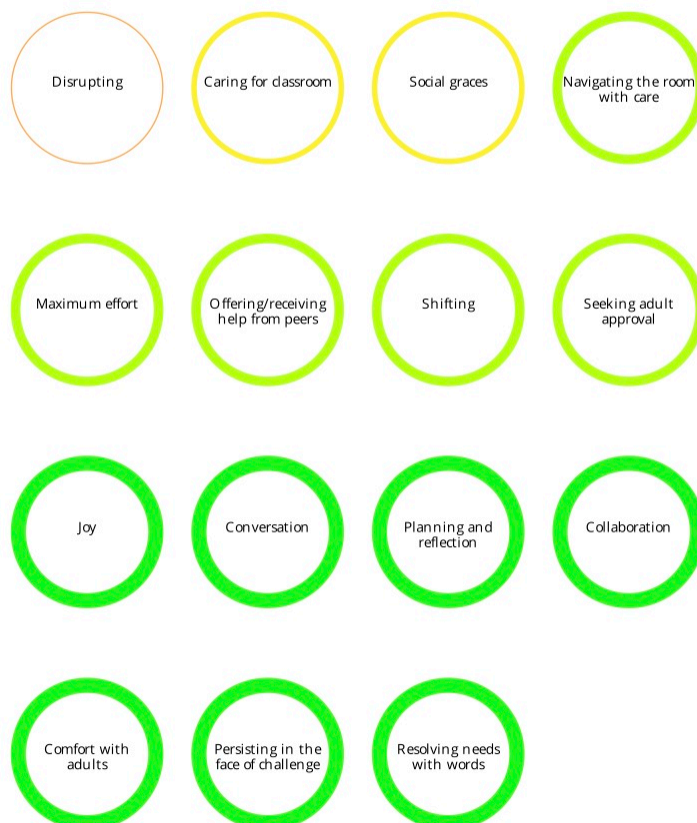 Disrupting
Caring for classroom
Social graces
Navigating the room
with care
Maximum effort
Offering/receiving
help from peers
Shifting
Seeking adult
approval
Joy
Conversation
Planning and
reflection
Collaboration
Comfort with
adults
Persisting in the
face of challenge
Resolving needs
with words